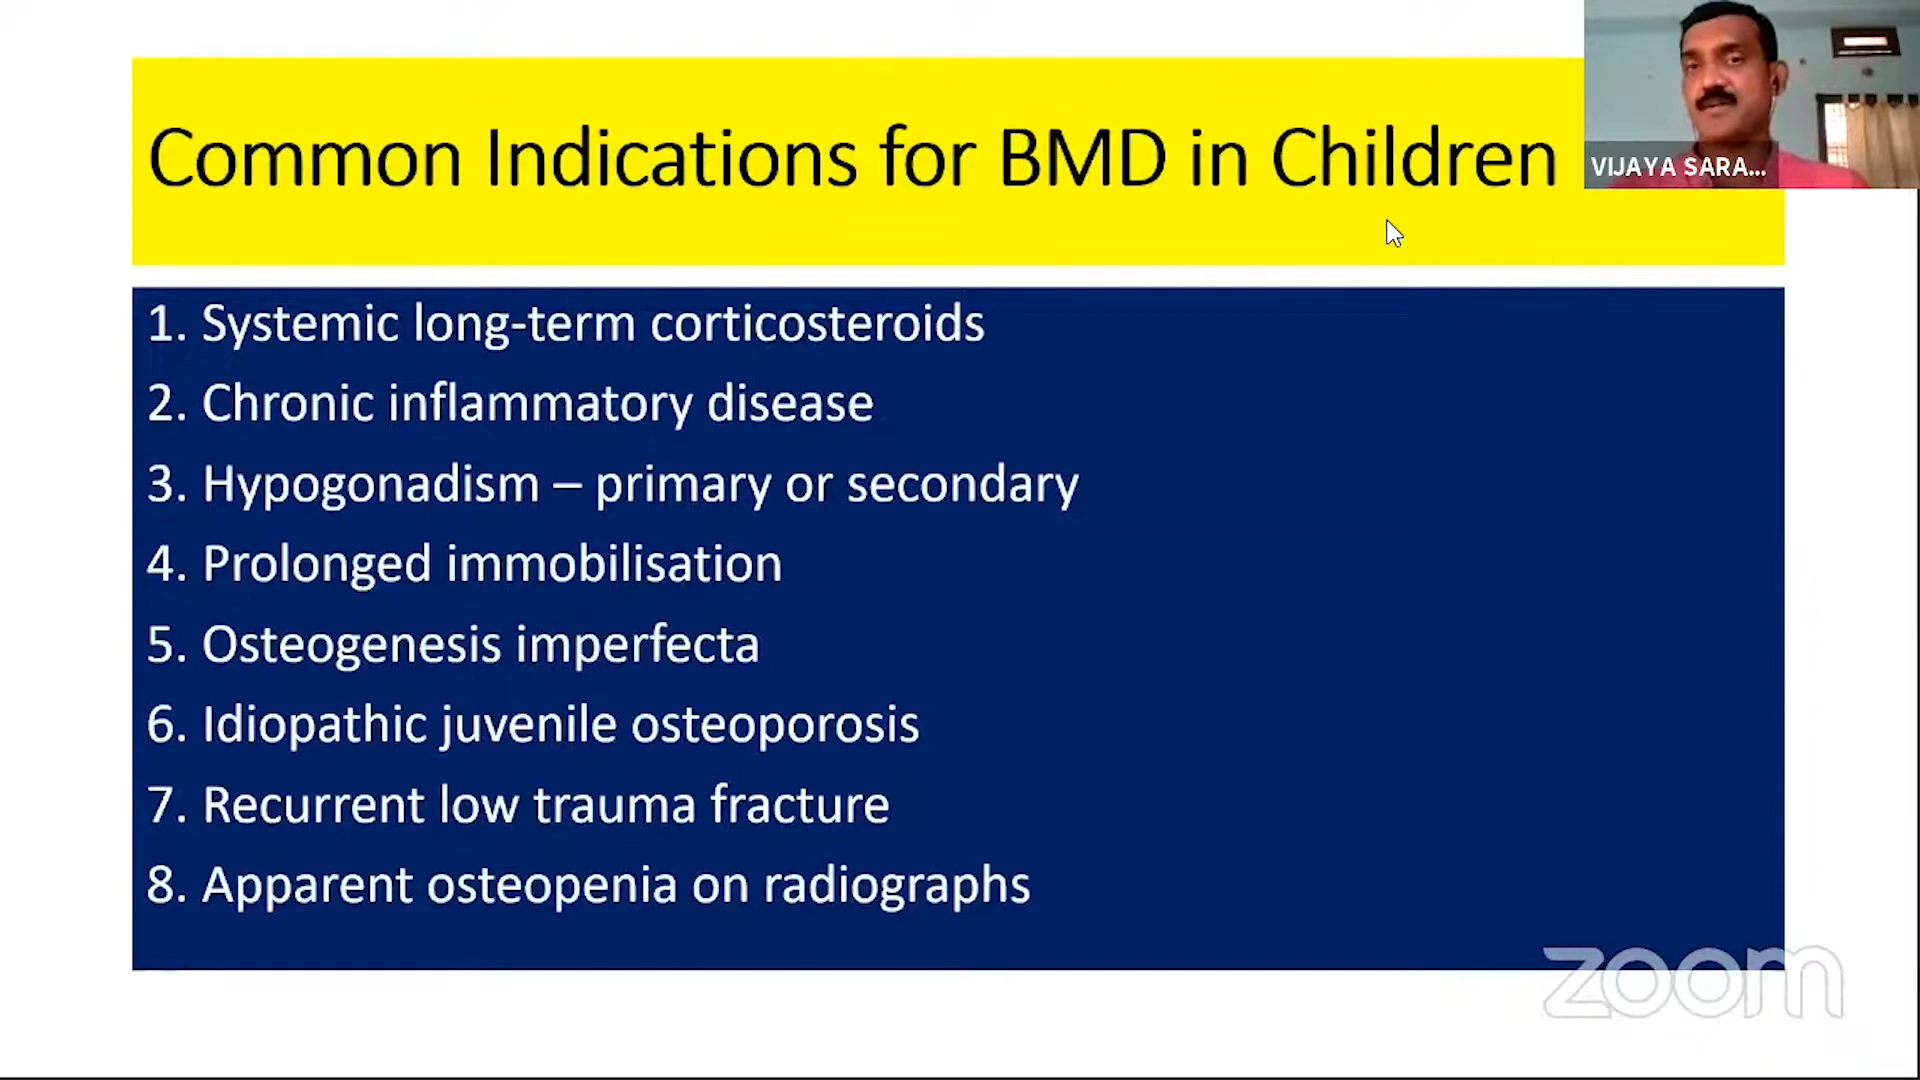 Common Indications for BMD in Children
VIJAYA SARA...
1. Systemic long-term corticosteroids
2. Chronic inflammatory disease
3. Hypogonadism – primary or secondary
4. Prolonged immobilisation
5. Osteogenesis imperfecta
6. Idiopathic juvenile osteoporosis
7. Recurrent low trauma fracture
8. Apparent osteopenia on radiographs
zoom